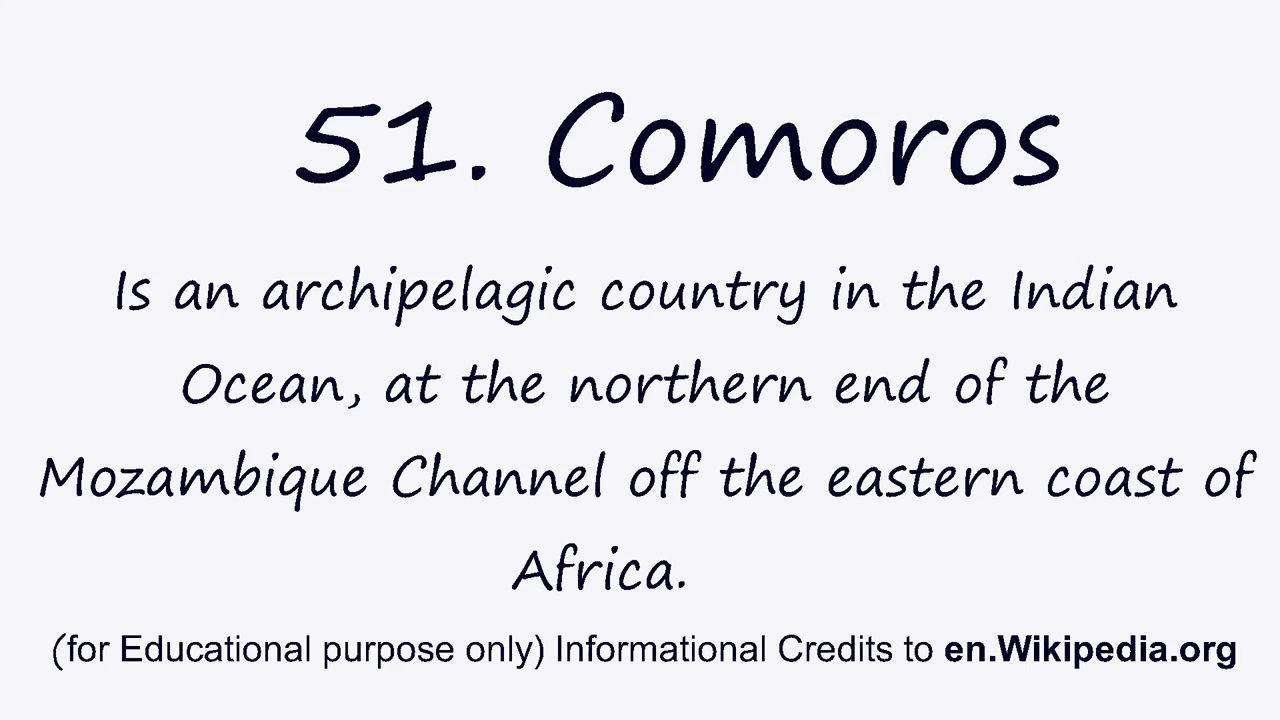 51. Comoros
Is an archipelagic country in the Indian
Ocean, at the northern end of the
Mozambique Channel off the eastern coast of
Africa.
(for Educational purpose only) Informational Credits to en.Wikipedia.org